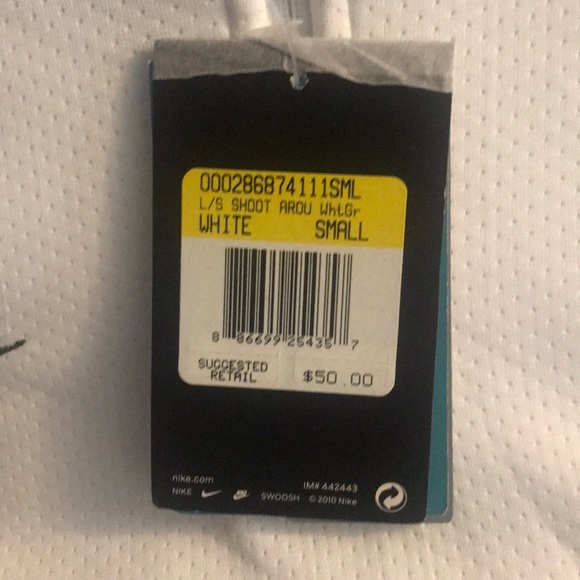 000286874111SML
L/S SHOOT AROU WhtGr
WHITE SMALL
8 86699 25435 7
SUGGESTED
RETAIL $50.00
nike.com IM# 442443
NIKE SWOOSH © 2010 Nike